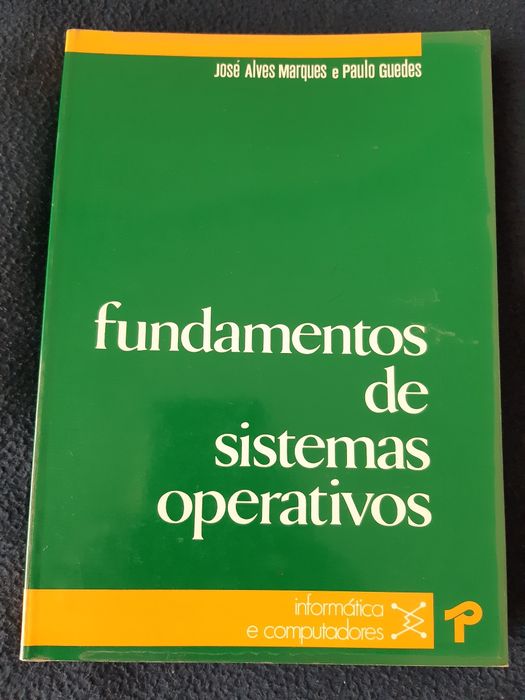 José Alves Marques e Paulo Guedes
fundamentos
de
sistemas
operativos
informática
e computadores